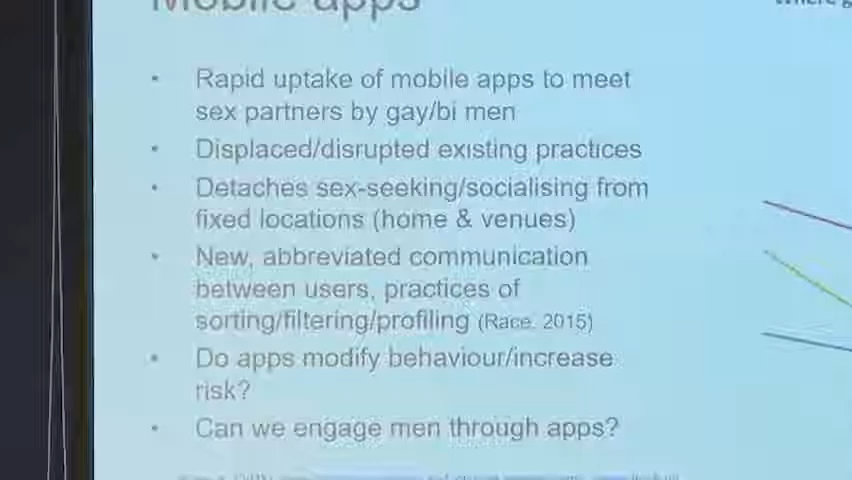 Mobile apps
• Rapid uptake of mobile apps to meet
sex partners by gay/bi men
• Displaced/disrupted existing practices
• Detaches sex-seeking/socialising from
fixed locations (home & venues)
• New, abbreviated communication
between users, practices of
sorting/filtering/profiling (Race, 2015)
• Do apps modify behaviour/increase
risk?
• Can we engage men through apps?